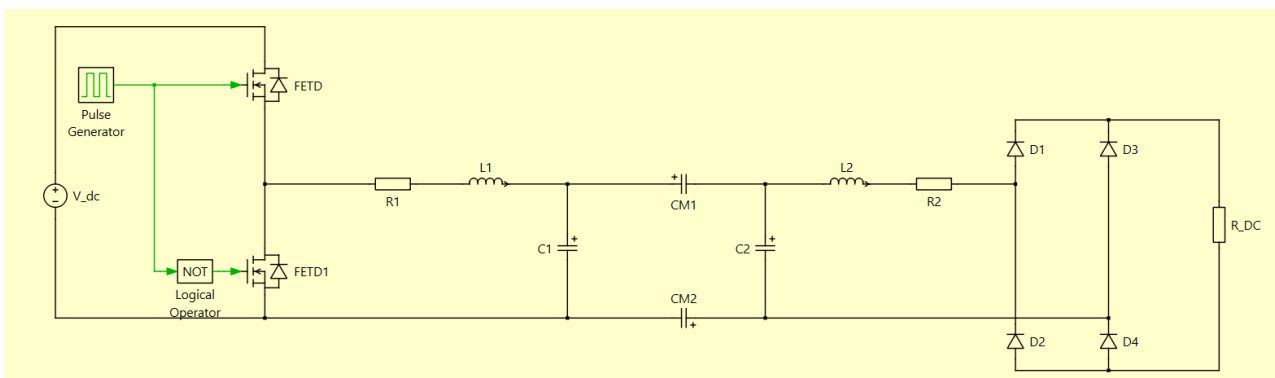 Pulse
Generator
V_dc
FETD
NOT
Logical
Operator
FETD1
R1
L1
C1
CM1
CM2
C2
L2
R2
D1
D3
R_DC
D2
D4